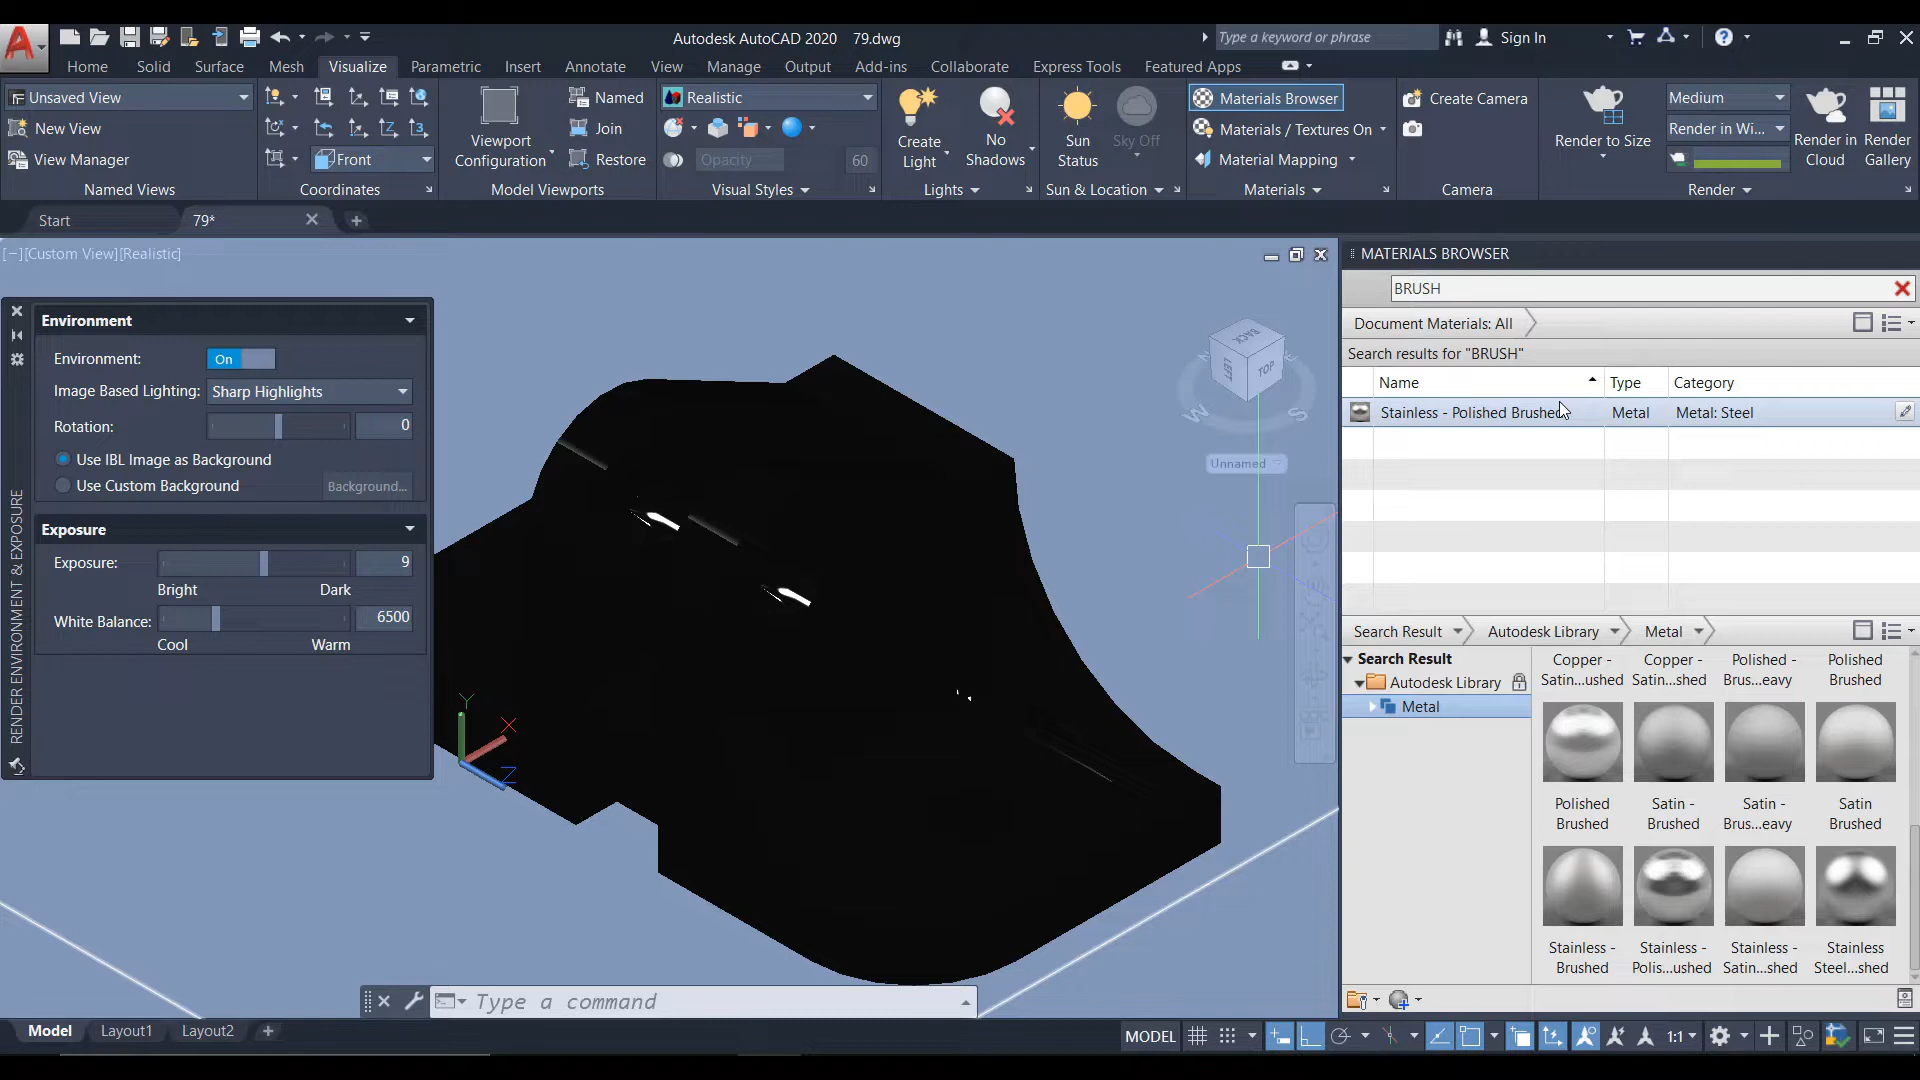 Autodesk AutoCAD 2020 79.dwg
Type a keyword or phrase
Sign In
Home Solid Surface Mesh Visualize Parametric Insert Annotate View Manage Output Add-ins Collaborate Express Tools Featured Apps
Unsaved View
New View
View Manager
Named Views
Front
Coordinates
Viewport
Configuration
Named
Join
Restore
Model Viewports
Realistic
Opacity 60
Visual Styles
Create
Light
No
Shadows
Lights
Sun
Status
Sky Off
Sun & Location
Materials Browser
Materials / Textures On
Material Mapping
Materials
Create Camera
Camera
Render to Size
Medium
Render in Wi...
Render in
Cloud
Render
Gallery
Render
Start 79*
[−][Custom View][Realistic]
RENDER ENVIRONMENT & EXPOSURE
Environment
Environment: On
Image Based Lighting: Sharp Highlights
Rotation: 0
Use IBL Image as Background
Use Custom Background Background...
Exposure
Exposure: 9
Bright Dark
White Balance: 6500
Cool Warm
BACK
LEFT
TOP
W
S
Unnamed
Y
X
Z
Type a command
MATERIALS BROWSER
BRUSH
Document Materials: All
Search results for "BRUSH"
Name Type Category
Stainless - Polished Brushed Metal Metal: Steel
Search Result Autodesk Library Metal
Search Result
Autodesk Library
Metal
Copper - Copper - Polished - Polished
Satin...ushed Satin...shed Brus...eavy Brushed
Polished Satin - Satin - Satin
Brushed Brushed Brus...eavy Brushed
Stainless - Stainless - Stainless - Stainless
Brushed Polis...ushed Satin...shed Steel...shed
Model Layout1 Layout2
MODEL
1:1